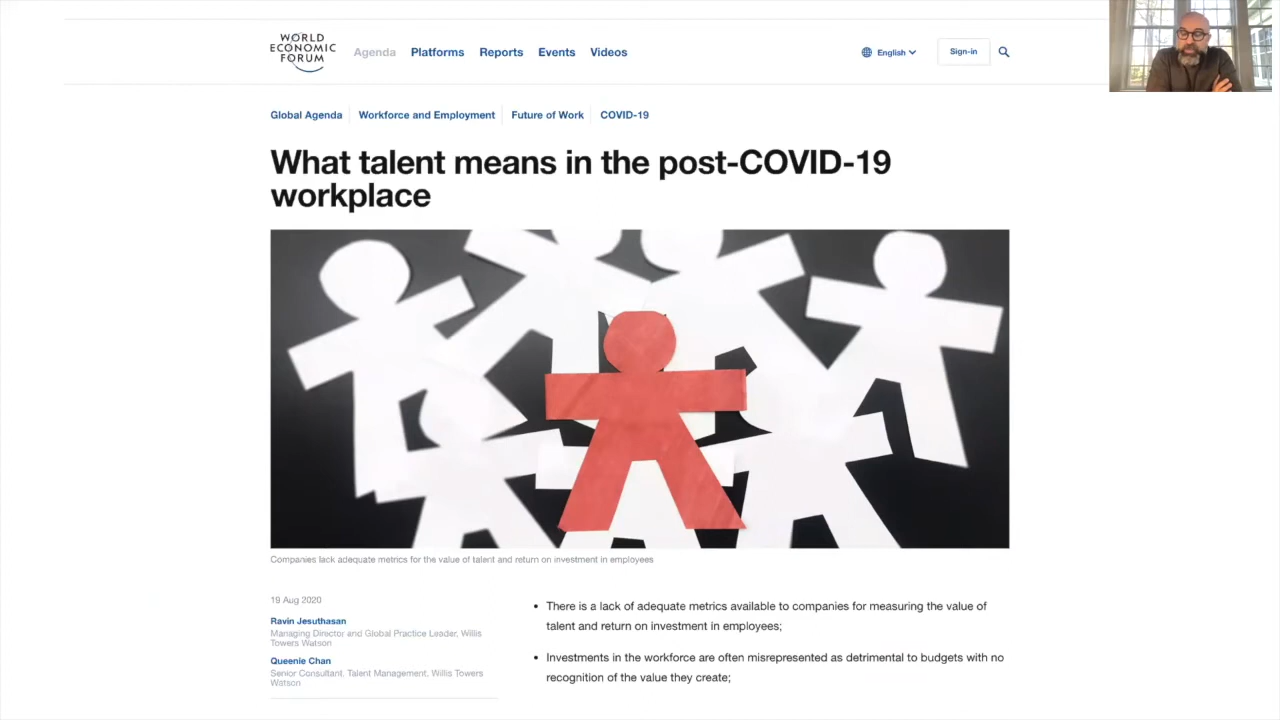 WORLD
ECONOMIC
FORUM
Agenda Platforms Reports Events Videos
English
Sign-in
Global Agenda Workforce and Employment Future of Work COVID-19
What talent means in the post-COVID-19
workplace
Companies lack adequate metrics for the value of talent and return on investment in employees
19 Aug 2020
Ravin Jesuthasan
Managing Director and Global Practice Leader, Willis
Towers Watson
Queenie Chan
Senior Consultant, Talent Management, Willis Towers
Watson
• There is a lack of adequate metrics available to companies for measuring the value of
talent and return on investment in employees;
• Investments in the workforce are often misrepresented as detrimental to budgets with no
recognition of the value they create;